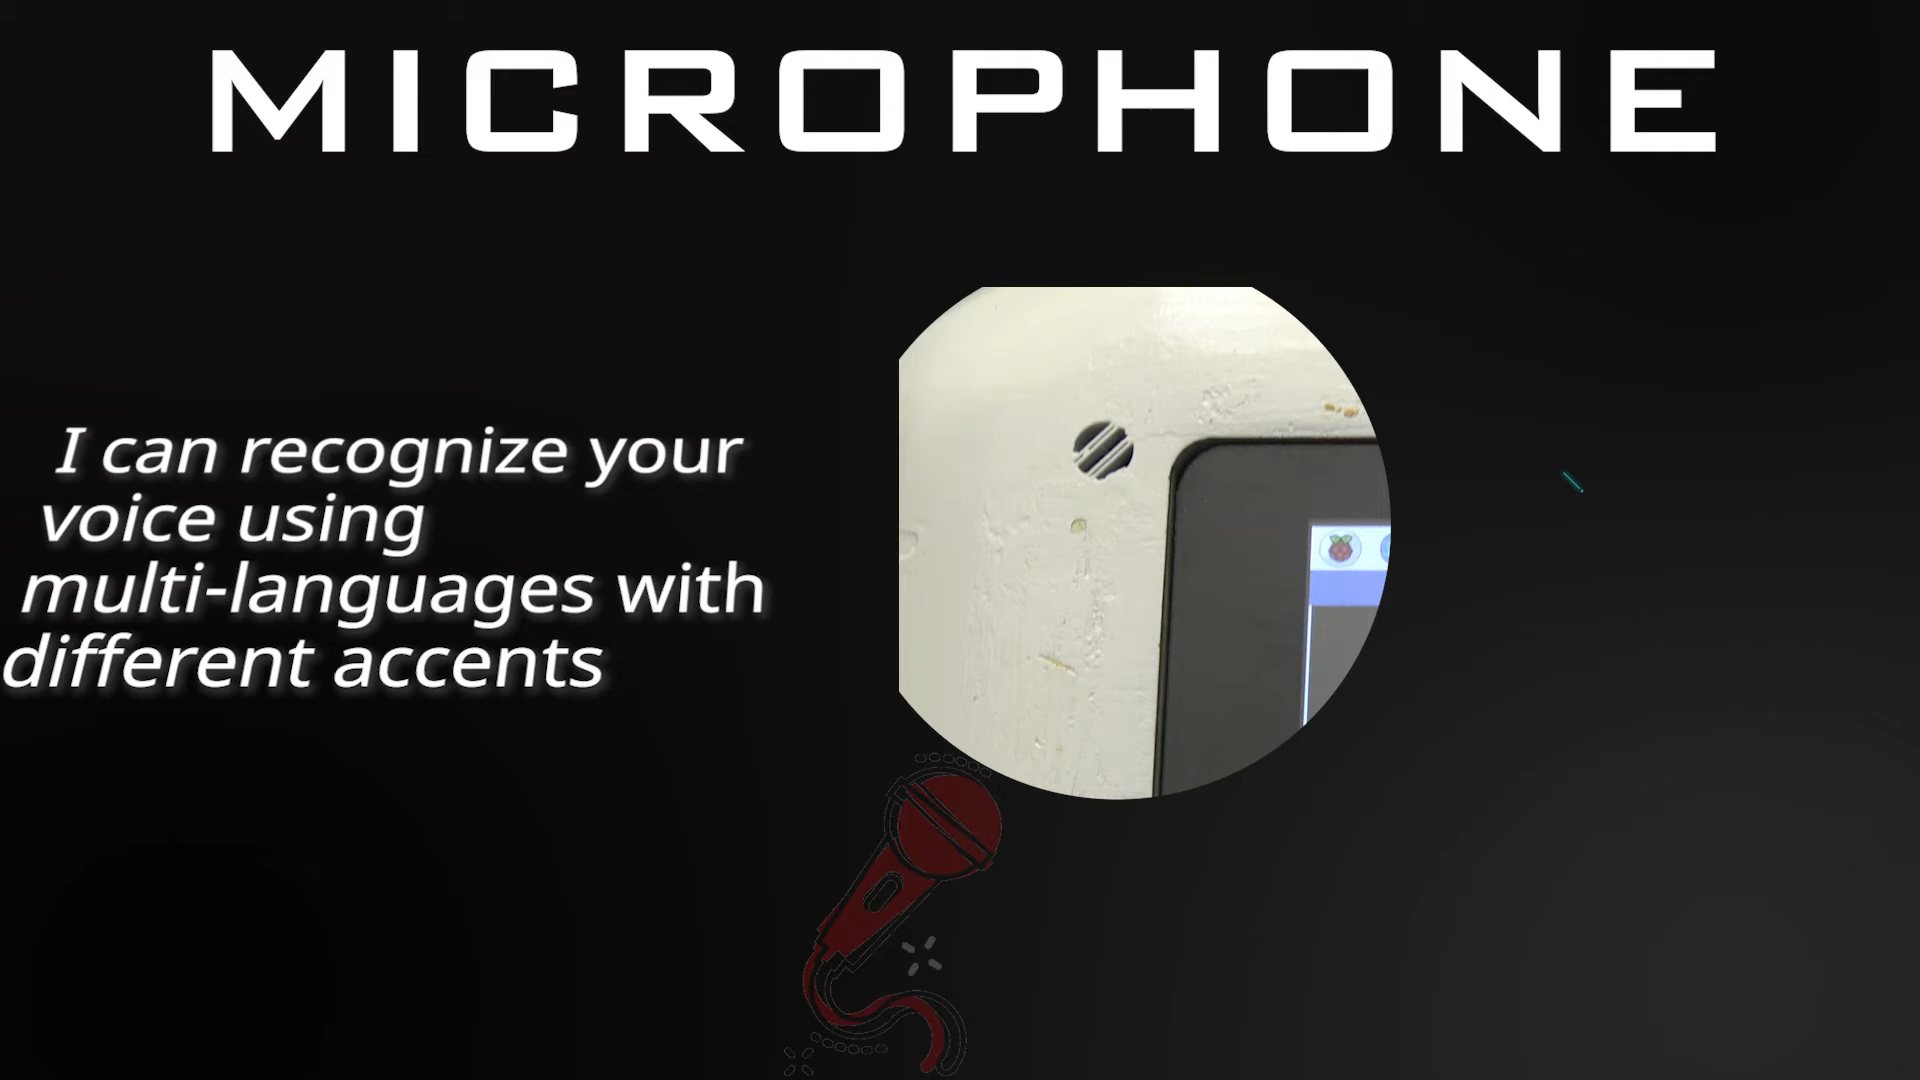 MICROPHONE
I can recognize your
voice using
multi-languages with
different accents